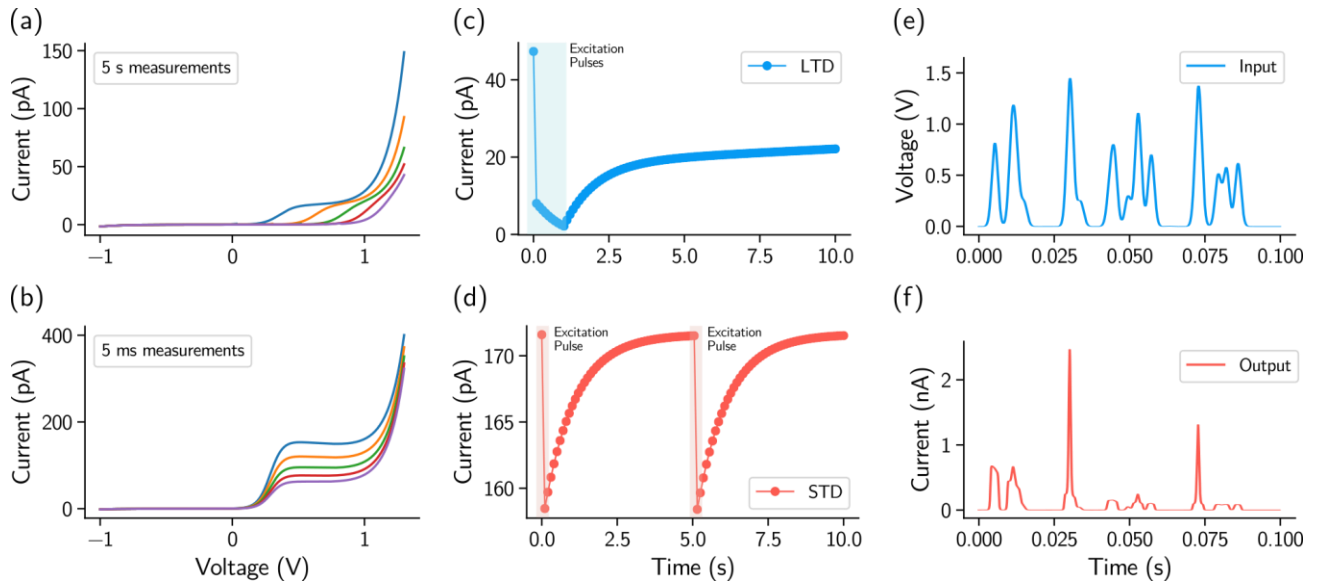 (a)
150
100
50
0
Current (pA)
5 s measurements
−1
0
1
(b)
400
200
0
Current (pA)
5 ms measurements
−1
0
1
Voltage (V)
(c)
40
20
0
Current (pA)
Excitation
Pulses
LTD
0.0
2.5
5.0
7.5
10.0
(d)
170
165
160
Current (pA)
Excitation
Pulse
Excitation
Pulse
STD
0.0
2.5
5.0
7.5
10.0
Time (s)
(e)
1.5
1.0
0.5
0.0
Voltage (V)
Input
0.000
0.025
0.050
0.075
0.100
(f)
2
1
0
Current (nA)
Output
0.000
0.025
0.050
0.075
0.100
Time (s)